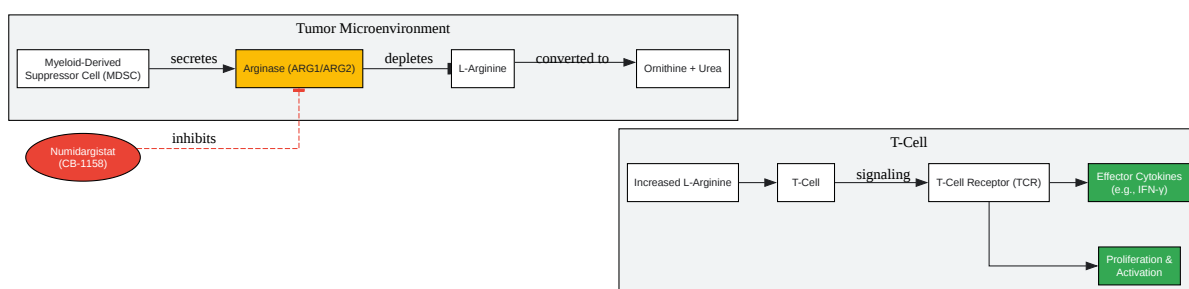 Tumor Microenvironment
Myeloid-Derived
Suppressor Cell (MDSC)
secretes
Arginase (ARG1/ARG2)
depletes
L-Arginine
converted to
Ornithine + Urea
inhibits
Numidargistat
(CB-1158)
T-Cell
Increased L-Arginine
T-Cell
signaling
T-Cell Receptor (TCR)
Effector Cytokines
(e.g., IFN-γ)
Proliferation &
Activation